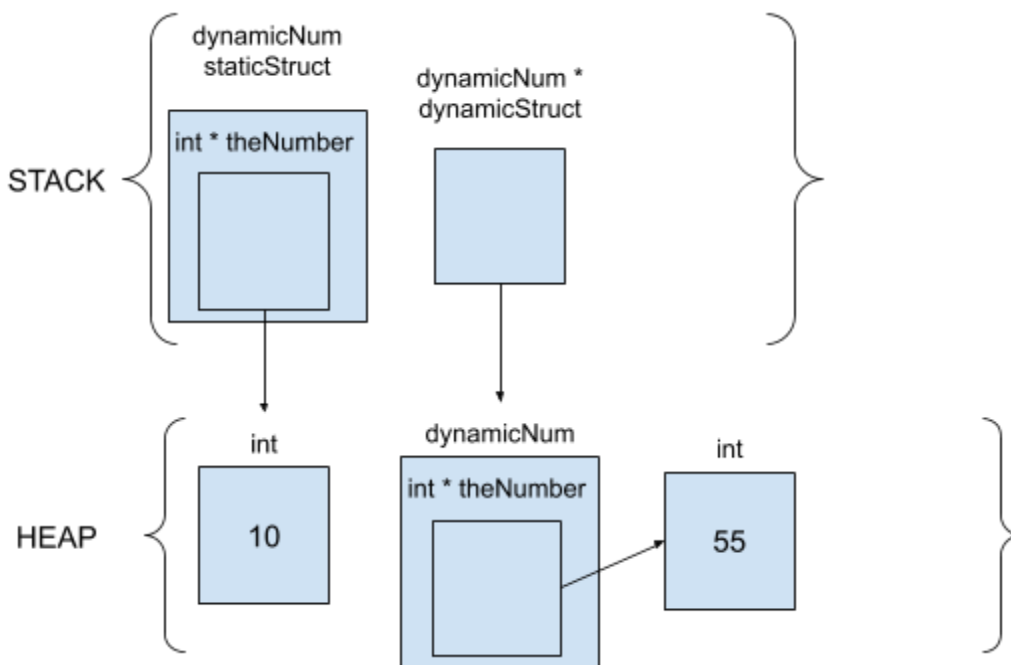 dynamicNum
staticStruct
dynamicNum *
dynamicStruct
int * theNumber
STACK
int
dynamicNum
int
int * theNumber
HEAP
10
55